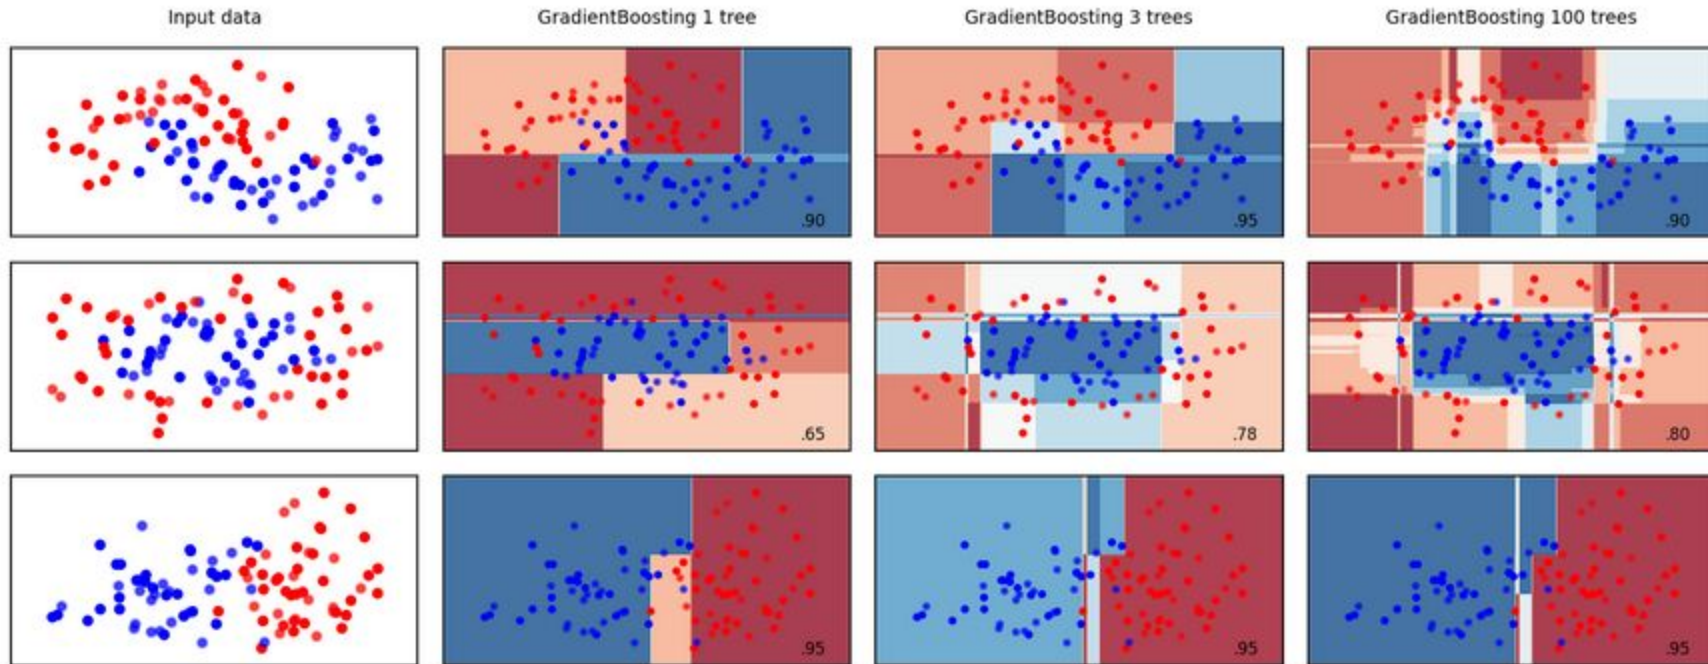 Input data
GradientBoosting 1 tree
GradientBoosting 3 trees
GradientBoosting 100 trees
.90
.95
.90
.65
.78
.80
.95
.95
.95